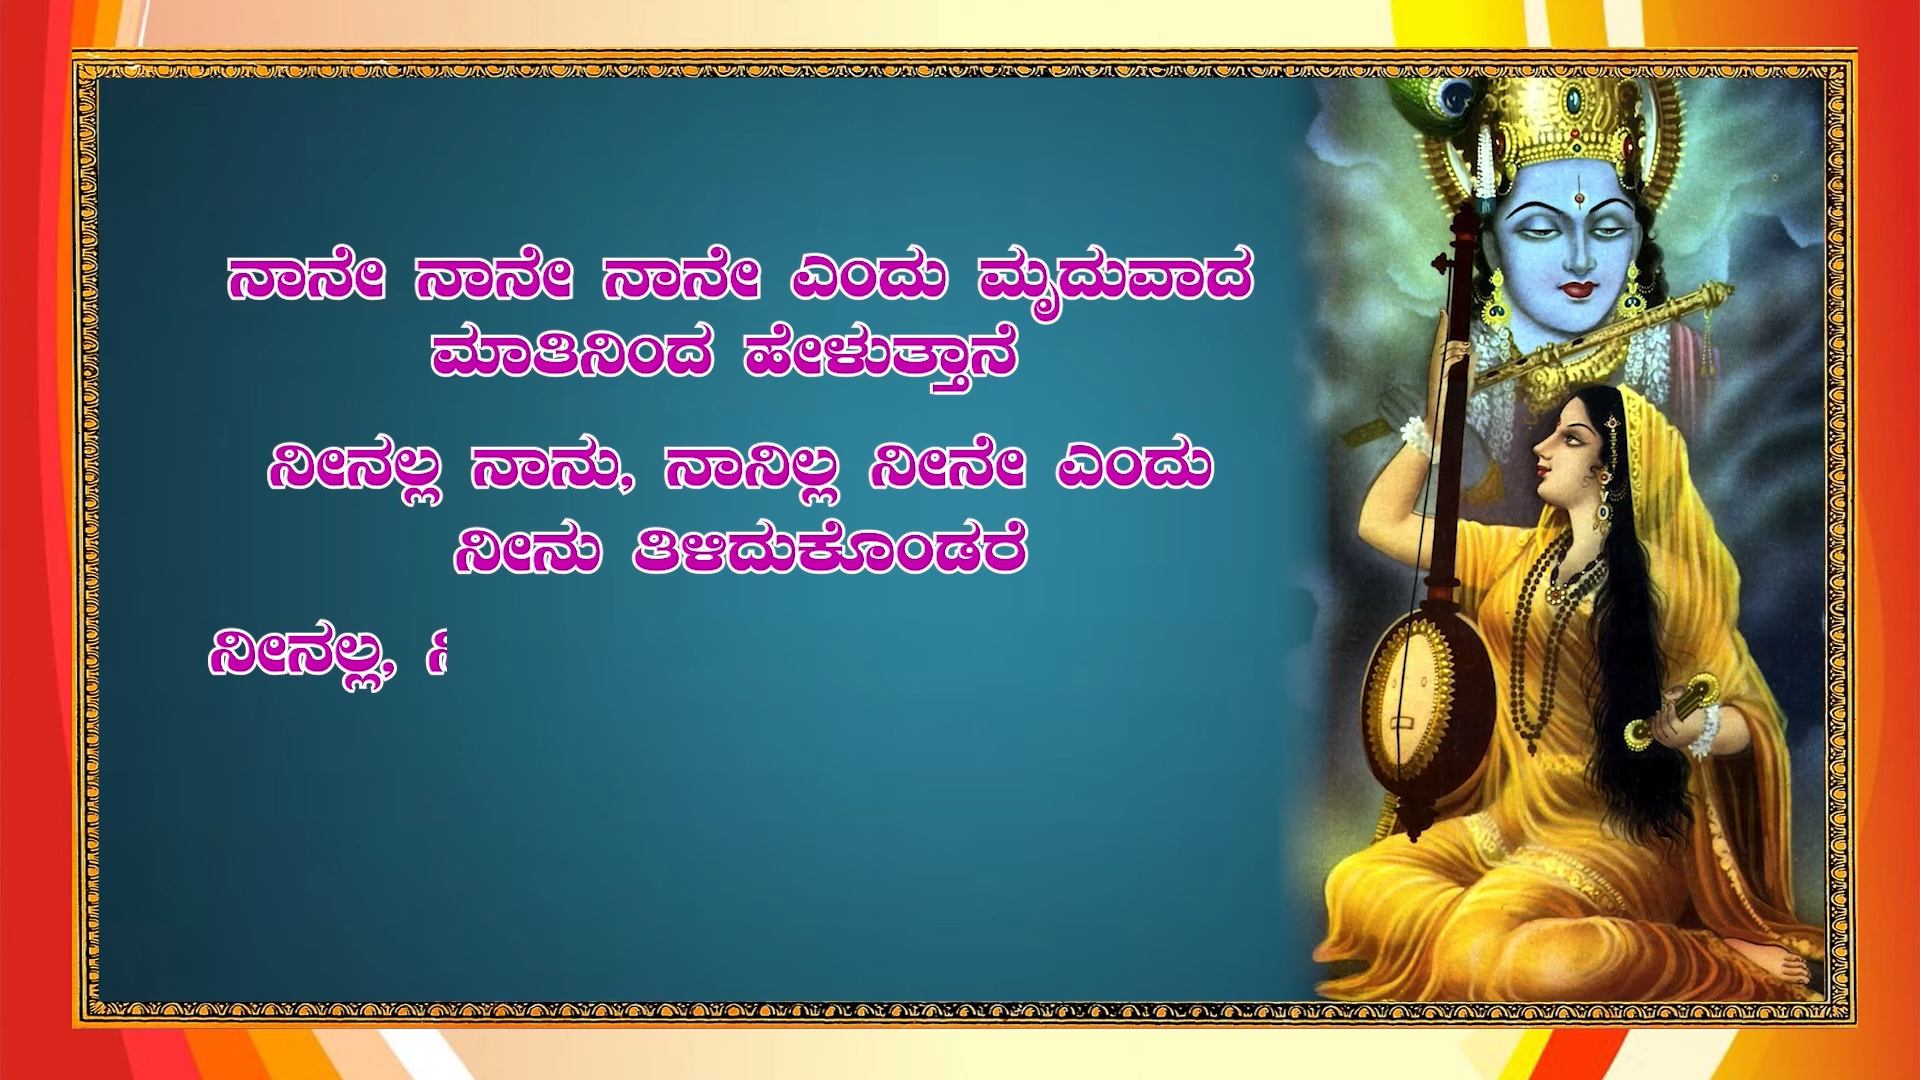 ನಾನೇ ನಾನೇ ನಾನೇ ಎಂದು ಮೃದುವಾದ
ಮಾತಿನಿಂದ ಹೇಳುತ್ತಾನೆ
ನೀನಲ್ಲ ನಾನು, ನಾನಿಲ್ಲ ನೀನೇ ಎಂದು
ನೀನು ತಿಳಿದುಕೊಂಡರೆ
ನೀನಲ್ಲ,